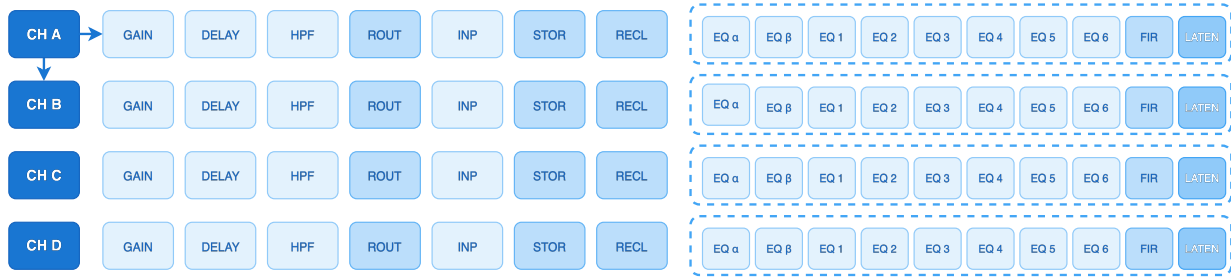 CH A GAIN DELAY HPF ROUT INP STOR RECL EQ α EQ β EQ 1 EQ 2 EQ 3 EQ 4 EQ 5 EQ 6 FIR LATEN
CH B GAIN DELAY HPF ROUT INP STOR RECL EQ α EQ β EQ 1 EQ 2 EQ 3 EQ 4 EQ 5 EQ 6 FIR LATEN
CH C GAIN DELAY HPF ROUT INP STOR RECL EQ α EQ β EQ 1 EQ 2 EQ 3 EQ 4 EQ 5 EQ 6 FIR LATEN
CH D GAIN DELAY HPF ROUT INP STOR RECL EQ α EQ β EQ 1 EQ 2 EQ 3 EQ 4 EQ 5 EQ 6 FIR LATEN